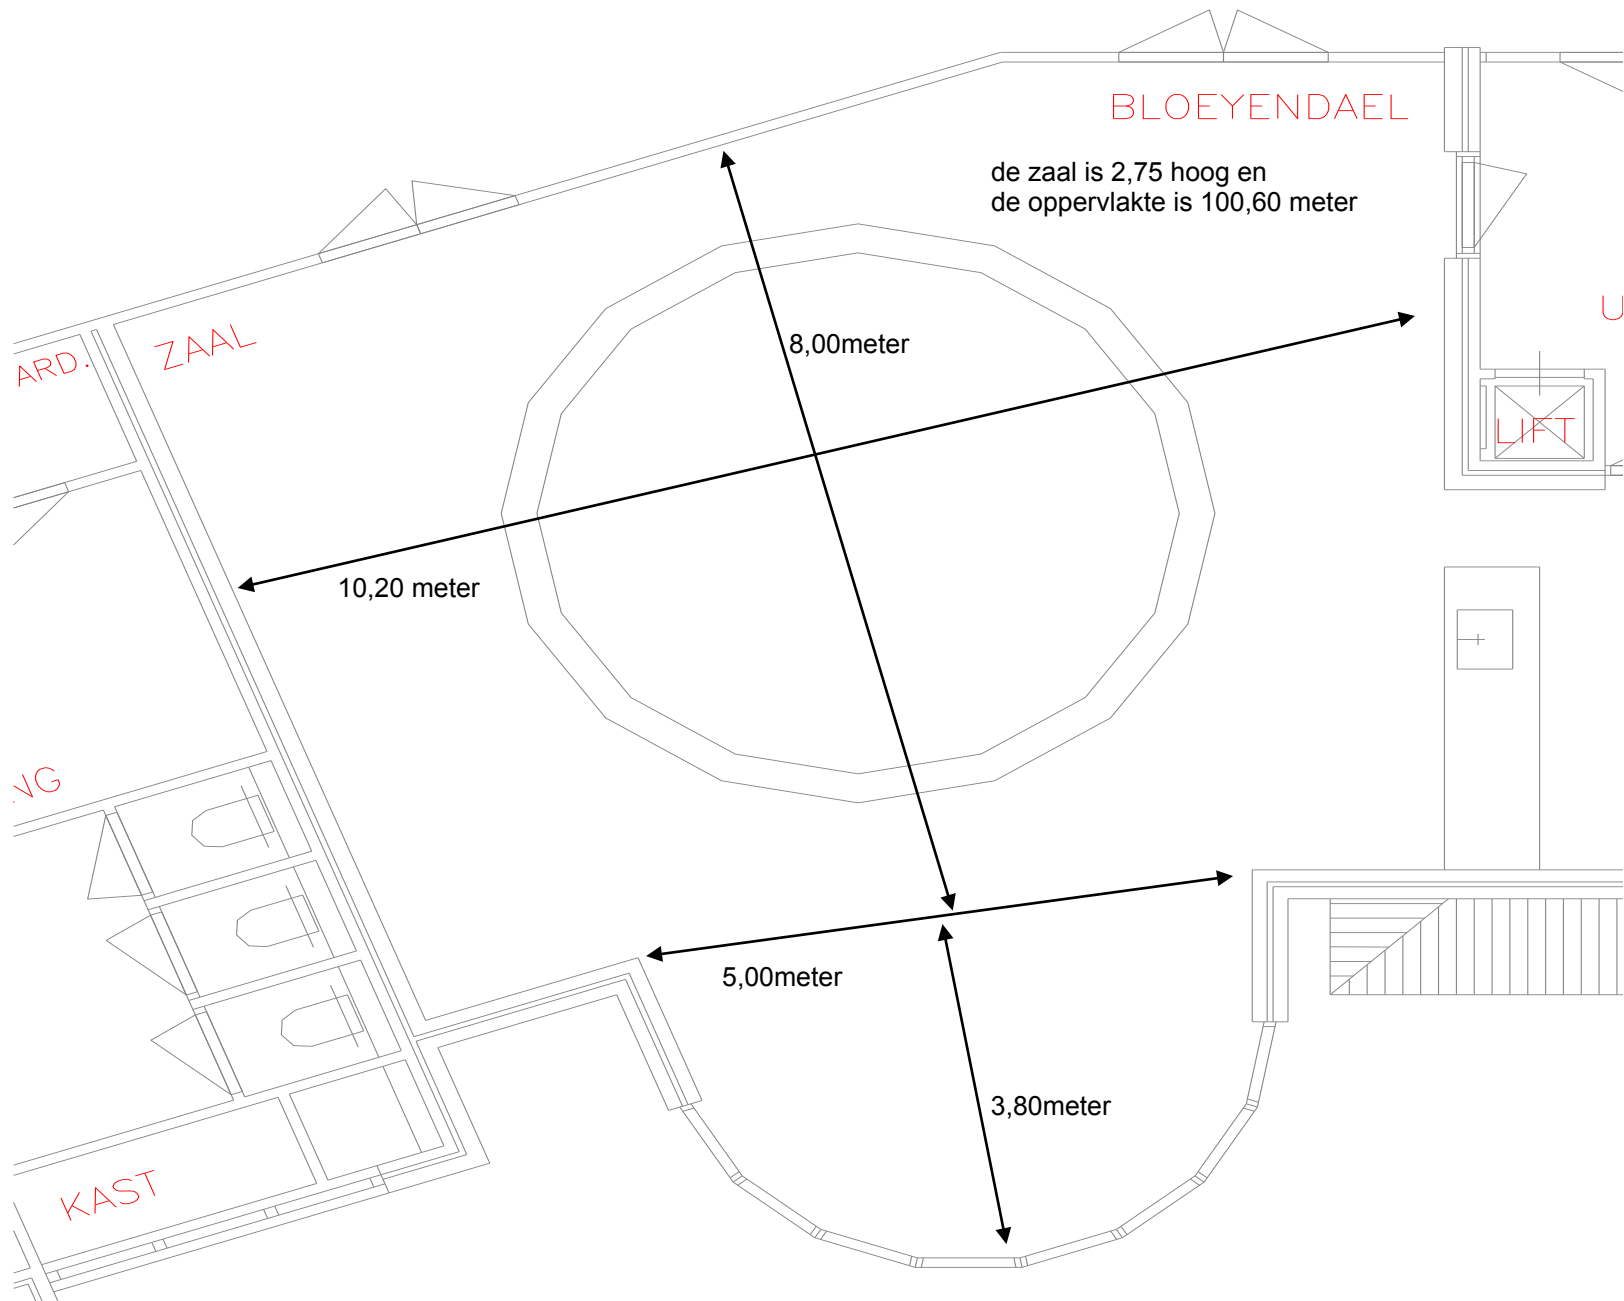 BLOEYENDAEL
de zaal is 2,75 hoog en
de oppervlakte is 100,60 meter
ZAAL
ARD.
8,00meter
U
LIFT
10,20 meter
NG
5,00meter
3,80meter
KAST